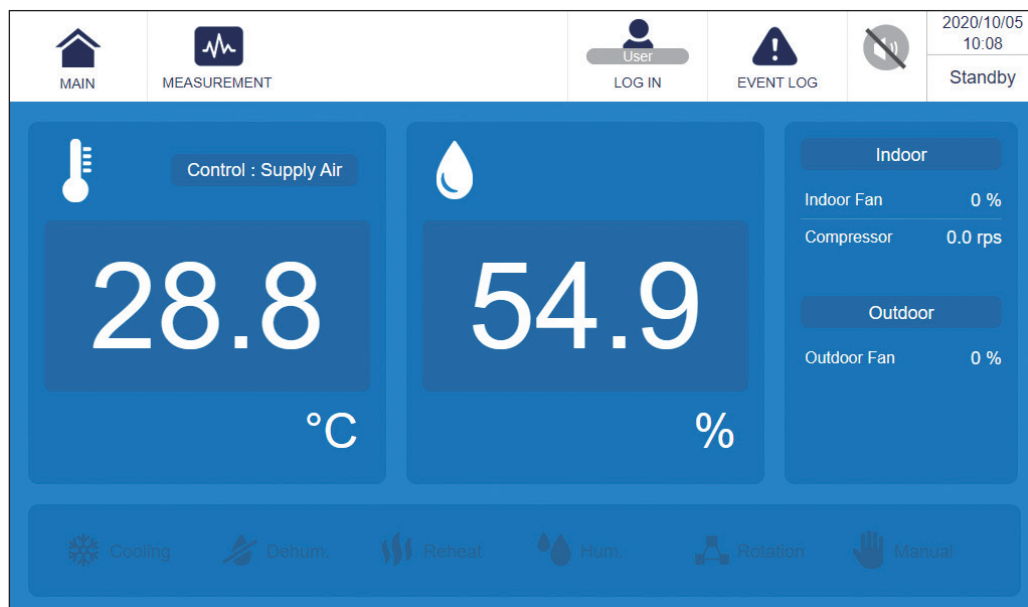 MAIN
MEASUREMENT
User
LOG IN
EVENT LOG
2020/10/05
10:08
Standby
Control : Supply Air
28.8
°C
54.9
%
Indoor
Indoor Fan 0 %
Compressor 0.0 rps
Outdoor
Outdoor Fan 0 %
Cooling Dehum. Reheat Hum. Rotation Manual